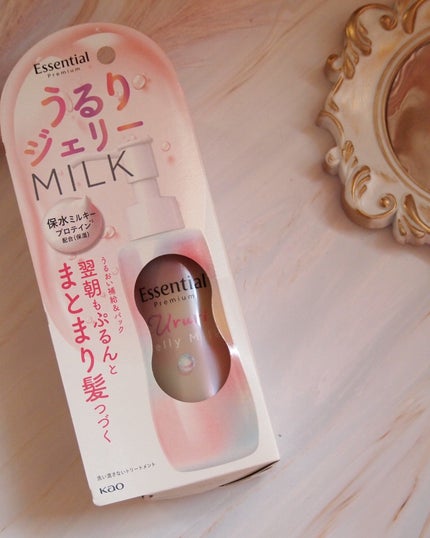 Essential
Premium
うるり
ジェリー
MILK
保水ミルキー
プロテイン*
配合(保湿)
うるおい補給&パック
翌朝もぷるんと
まとまり髪つづく
Essential
Premium
Urur
elly M
洗い流さないトリートメント
Kao